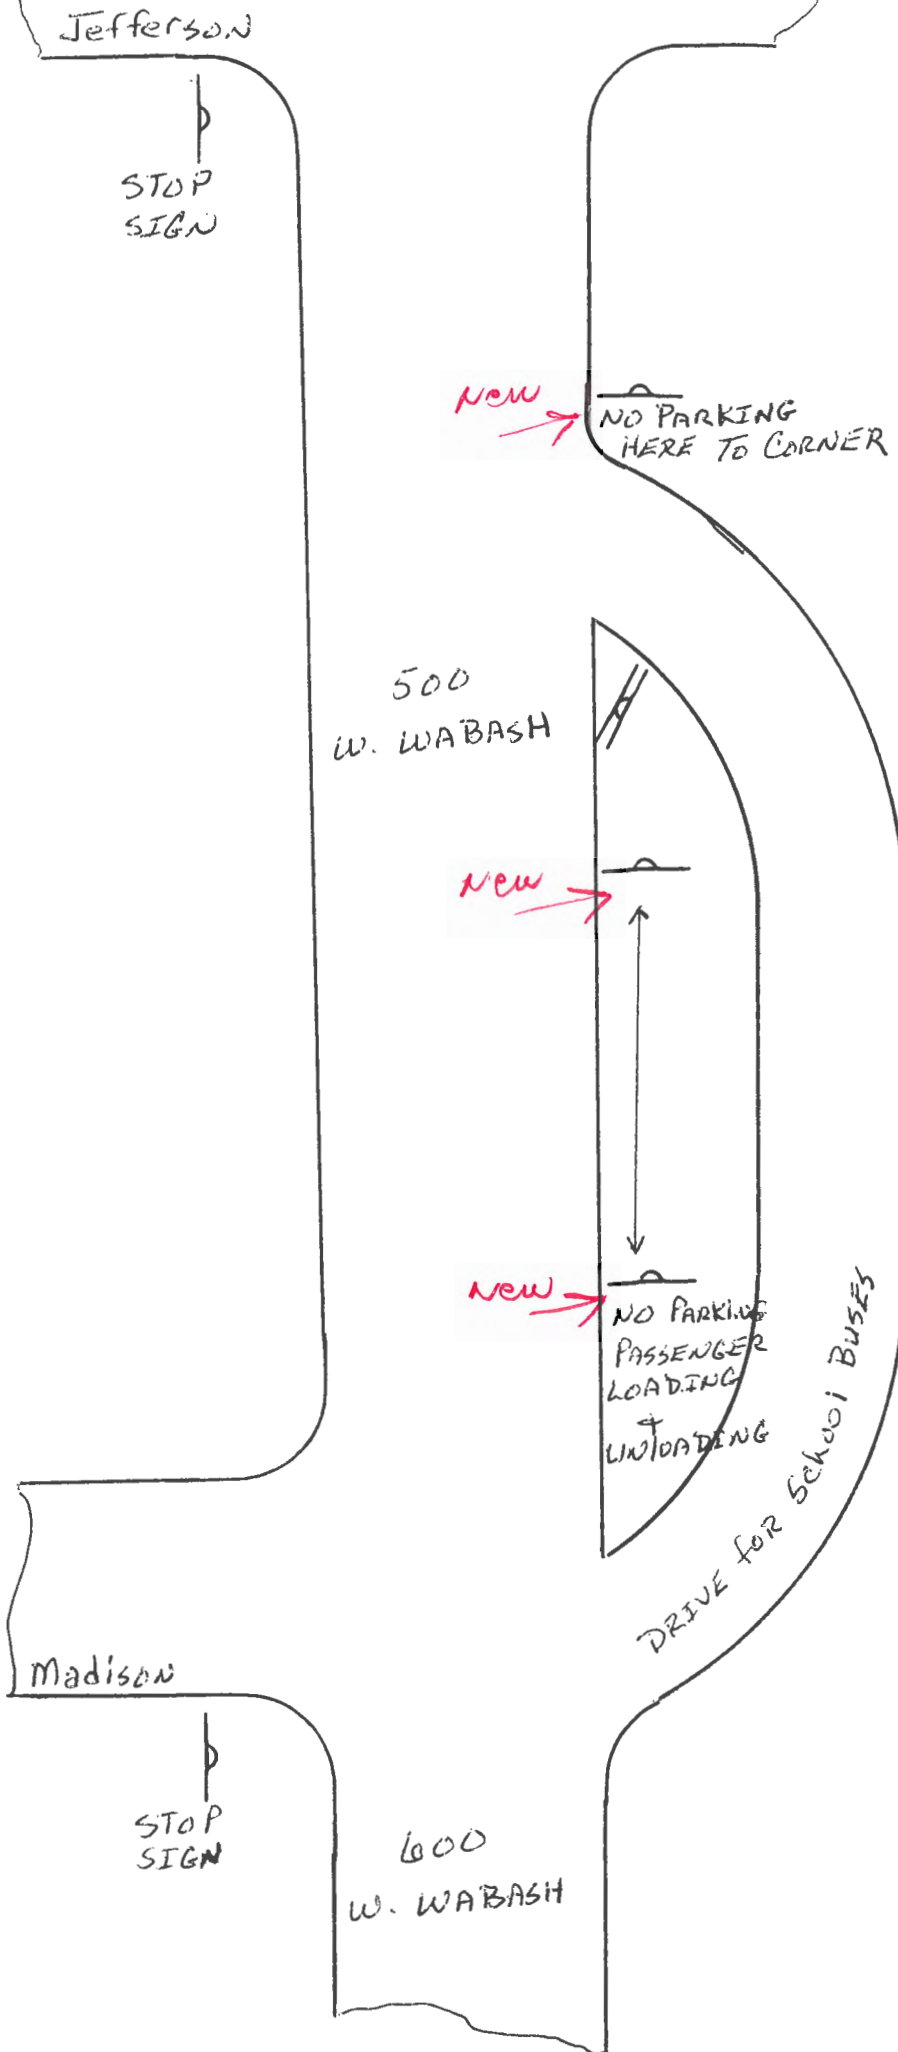 Jefferson
STOP
SIGN
New
NO PARKING
HERE TO CORNER
500
W. WABASH
New
New
NO PARKING
PASSENGER
LOADING
+
UNLOADING
DRIVE for School BUSES
Madison
STOP
SIGN
600
W. WABASH